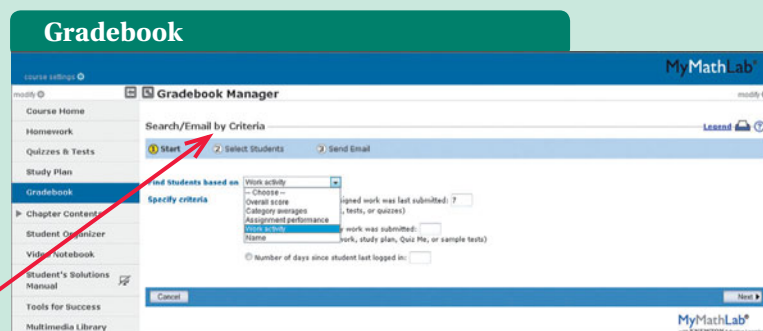 Gradebook
MyMathLab®
course settings
modify
Gradebook Manager
modify
Course Home
Homework
Quizzes & Tests
Study Plan
Gradebook
Chapter Contents
Student Organizer
Video Notebook
Student's Solutions
Manual
Tools for Success
Multimedia Library
Search/Email by Criteria
Legend
1 Start 2 Select Students 3 Send Email
Find Students based on Work activity
-- Choose --
Overall score
Category averages
Assignment performance
Work activity
Name
Specify criteria
igned work was last submitted: 7
, tests, or quizzes)
work was submitted:
work, study plan, Quiz Me, or sample tests)
Number of days since student last logged in:
Cancel Next
MyMathLab®